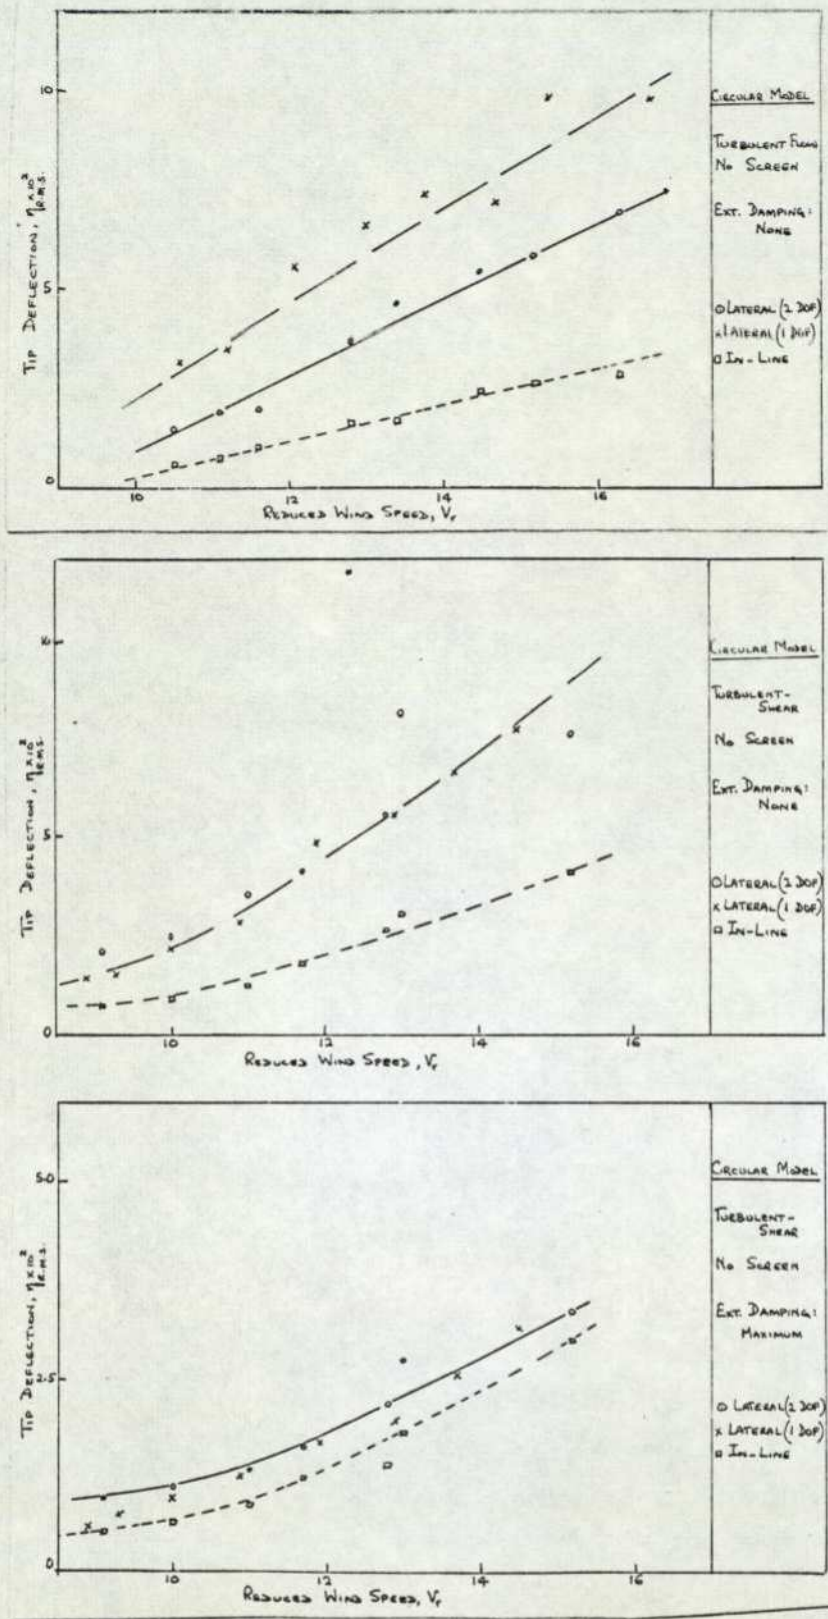 10
5
0
TIP DEFLECTION, η x10²
R.M.S.
10
12
14
16
REDUCED WIND SPEED, Vr
CIRCULAR MODEL
TURBULENT FLOW
NO SCREEN
EXT. DAMPING:
NONE
O LATERAL (2 DOF)
x LATERAL (1 DOF)
□ IN-LINE
10
5
0
TIP DEFLECTION, η x10²
R.M.S.
10
12
14
16
REDUCED WIND SPEED, Vr
CIRCULAR MODEL
TURBULENT-
SHEAR
NO SCREEN
EXT. DAMPING:
NONE
O LATERAL (2 DOF)
x LATERAL (1 DOF)
□ IN-LINE
5.0
2.5
0
TIP DEFLECTION, η x10²
R.M.S.
10
12
14
16
REDUCED WIND SPEED, Vr
CIRCULAR MODEL
TURBULENT-
SHEAR
NO SCREEN
EXT. DAMPING:
MAXIMUM
O LATERAL (2 DOF)
x LATERAL (1 DOF)
□ IN-LINE